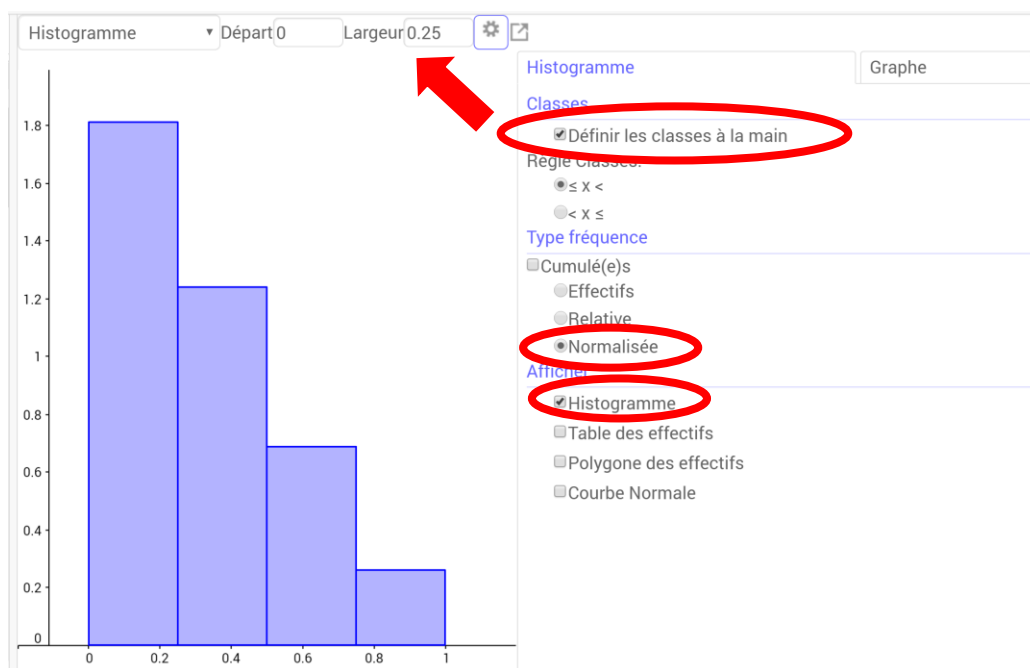 Histogramme Départ 0 Largeur 0.25
Histogramme Graphe
Classes
Définir les classes à la main
Règle Classes:
≤ x <
< x ≤
Type fréquence
Cumulé(e)s
Effectifs
Relative
Normalisée
Afficher
Histogramme
Table des effectifs
Polygone des effectifs
Courbe Normale
1.8
1.6
1.4
1.2
1
0.8
0.6
0.4
0.2
0
0 0.2 0.4 0.6 0.8 1